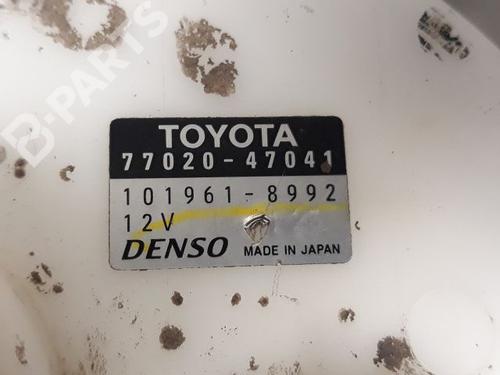 B-PARTS
TOYOTA
77020-47041
101961-8992
12V
DENSO MADE IN JAPAN